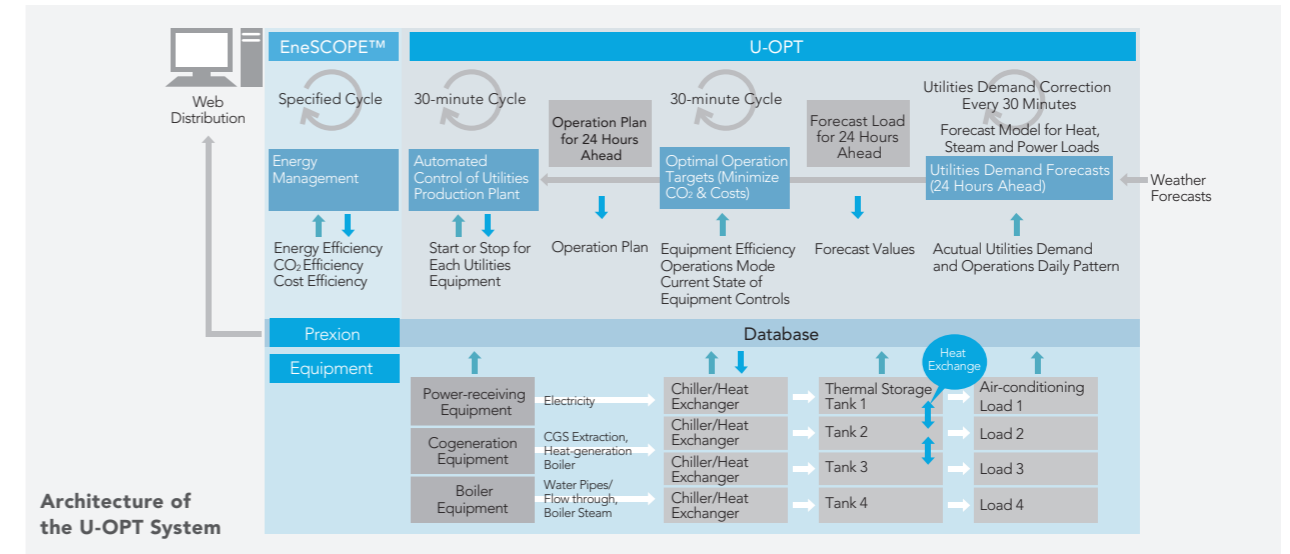 EneSCOPE™
U-OPT
Web
Distribution
Specified Cycle
30-minute Cycle
Operation Plan
for 24 Hours
Ahead
30-minute Cycle
Forecast Load
for 24 Hours
Ahead
Utilities Demand Correction
Every 30 Minutes
Forecast Model for Heat,
Steam and Power Loads
Energy
Management
Automated
Control of Utilities
Production Plant
Optimal Operation
Targets (Minimize
CO2 & Costs)
Utilities Demand Forecasts
(24 Hours Ahead)
Weather
Forecasts
Energy Efficiency
CO2 Efficiency
Cost Efficiency
Start or Stop for
Each Utilities
Equipment
Operation Plan
Equipment Efficiency
Operations Mode
Current State of
Equipment Controls
Forecast Values
Acutual Utilities Demand
and Operations Daily Pattern
Prexion
Database
Equipment
Heat
Exchange
Power-receiving
Equipment
Electricity
Chiller/Heat
Exchanger
Thermal Storage
Tank 1
Air-conditioning
Load 1
Cogeneration
Equipment
CGS Extraction,
Heat-generation
Boiler
Chiller/Heat
Exchanger
Tank 2
Load 2
Chiller/Heat
Exchanger
Tank 3
Load 3
Boiler
Equipment
Water Pipes/
Flow through,
Boiler Steam
Chiller/Heat
Exchanger
Tank 4
Load 4
Architecture of
the U-OPT System